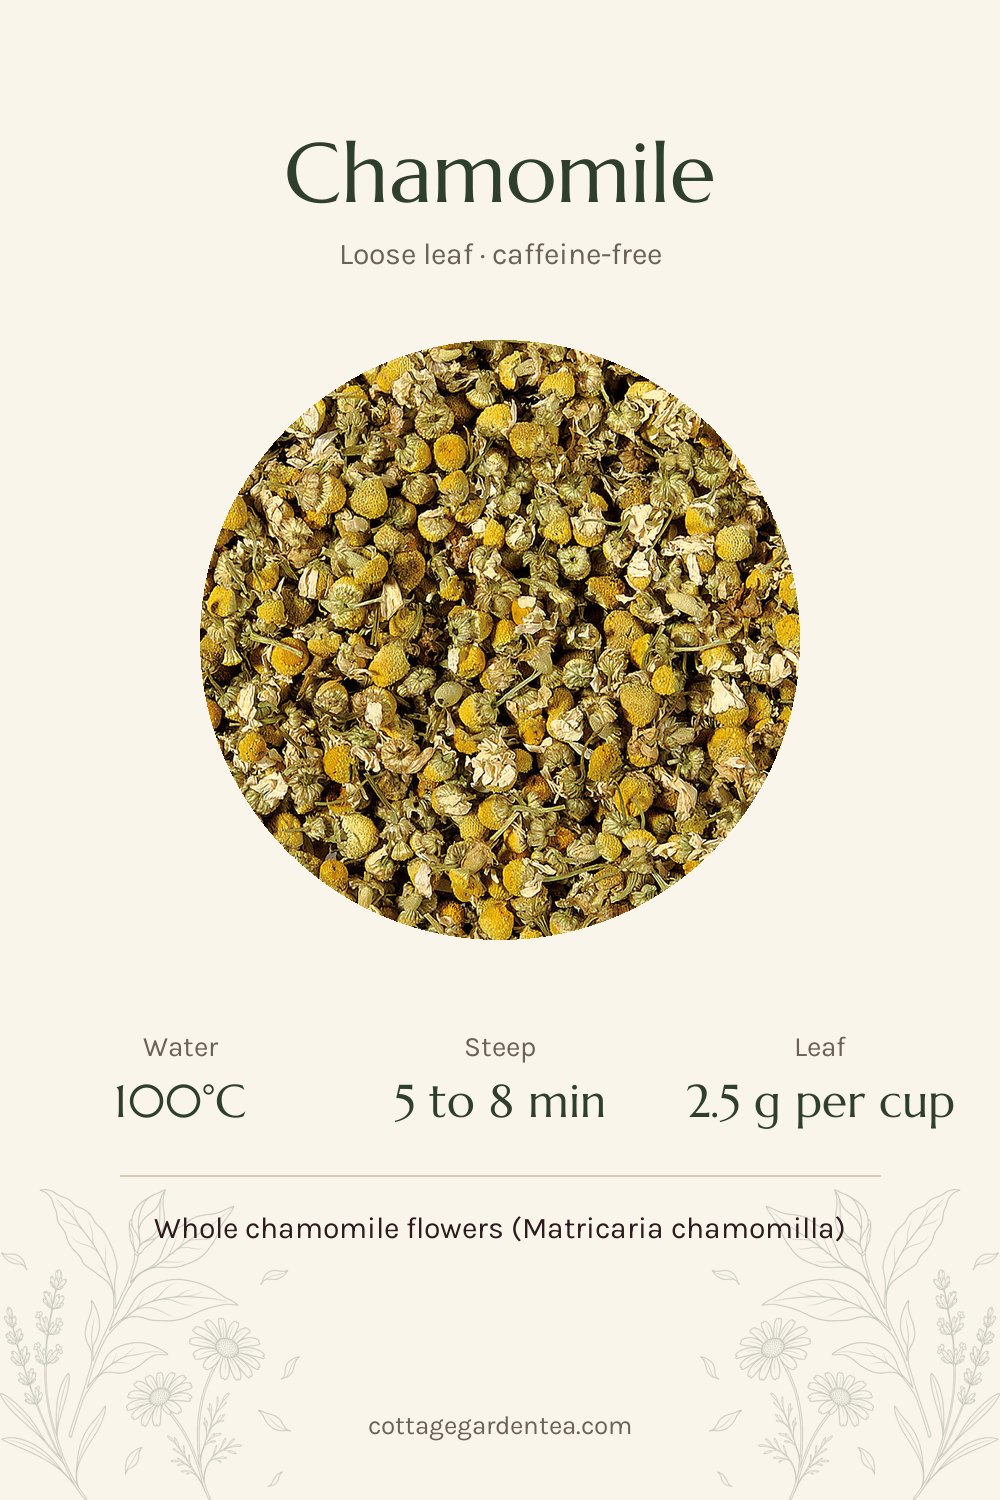 Chamomile
Loose leaf · caffeine-free
Water
100°C
Steep
5 to 8 min
Leaf
2.5 g per cup
Whole chamomile flowers (Matricaria chamomilla)
cottagegardentea.com